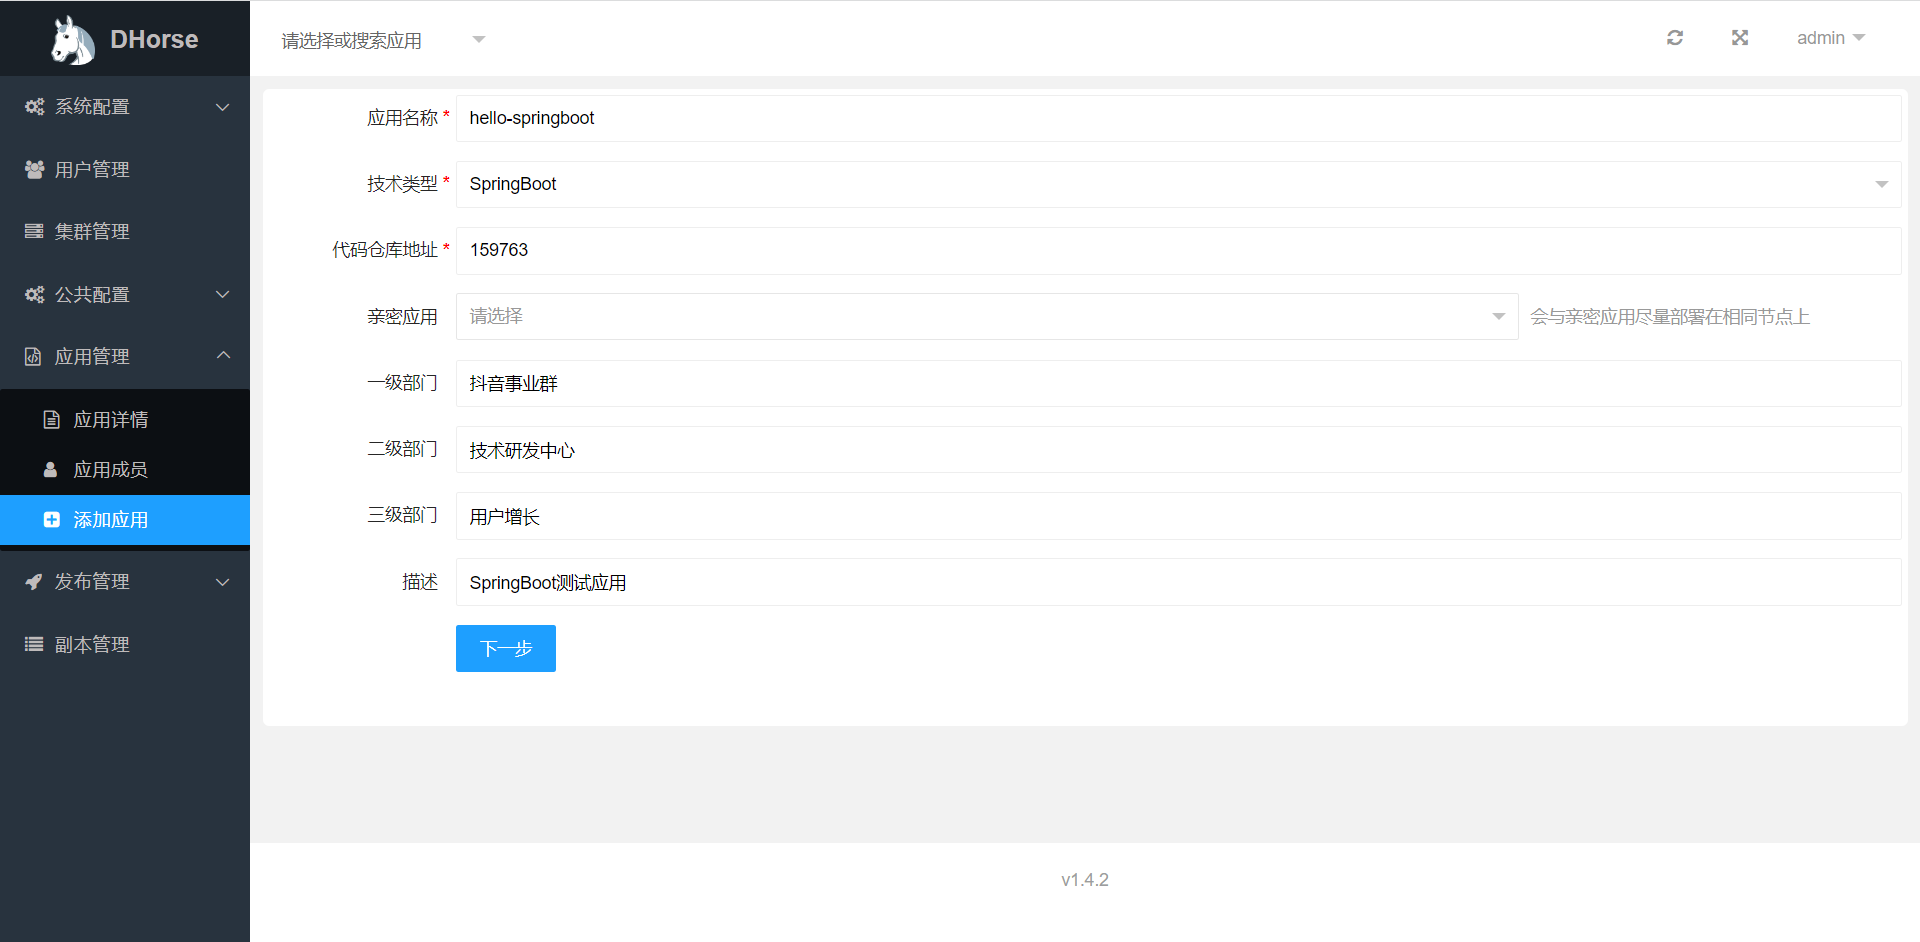 DHorse
请选择或搜索应用
admin
系统配置
用户管理
集群管理
公共配置
应用管理
应用详情
应用成员
添加应用
发布管理
副本管理
应用名称 * hello-springboot
技术类型 * SpringBoot
代码仓库地址 * 159763
亲密应用 请选择 会与亲密应用尽量部署在相同节点上
一级部门 抖音事业群
二级部门 技术研发中心
三级部门 用户增长
描述 SpringBoot测试应用
下一步
v1.4.2